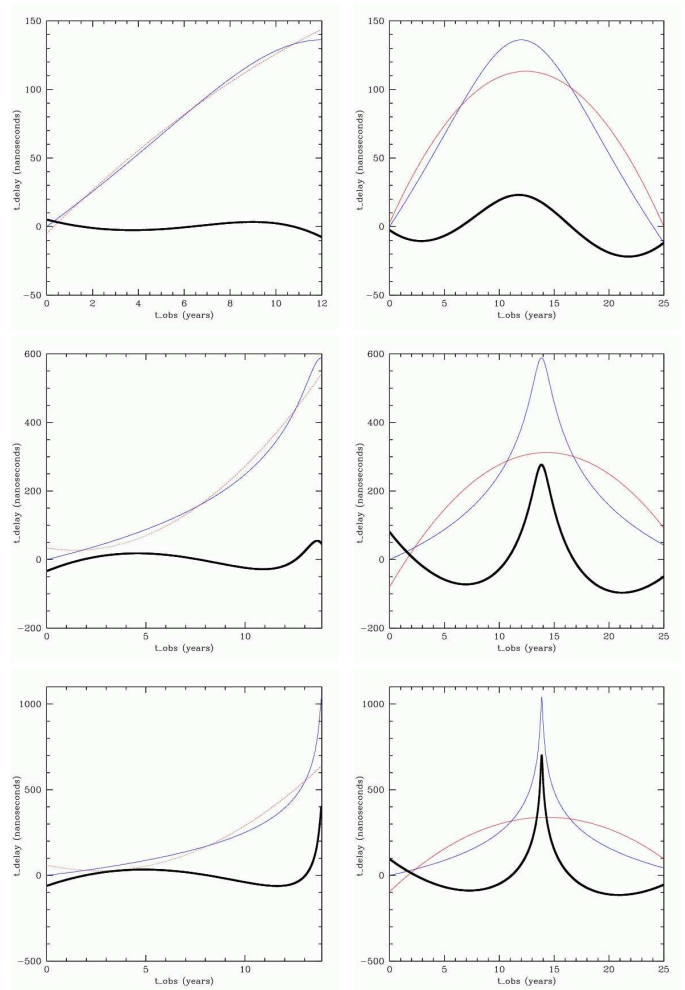 150
100
50
0
−50
t_delay (nanoseconds)
0 2 4 6 8 10 12
t_obs (years)
150
100
50
0
−50
t_delay (nanoseconds)
0 5 10 15 20 25
t_obs (years)
600
400
200
0
−200
t_delay (nanoseconds)
0 5 10
t_obs (years)
600
400
200
0
−200
t_delay (nanoseconds)
0 5 10 15 20 25
t_obs (years)
1000
500
0
−500
t_delay (nanoseconds)
0 5 10
t_obs (years)
1000
500
0
−500
t_delay (nanoseconds)
0 5 10 15 20 25
t_obs (years)